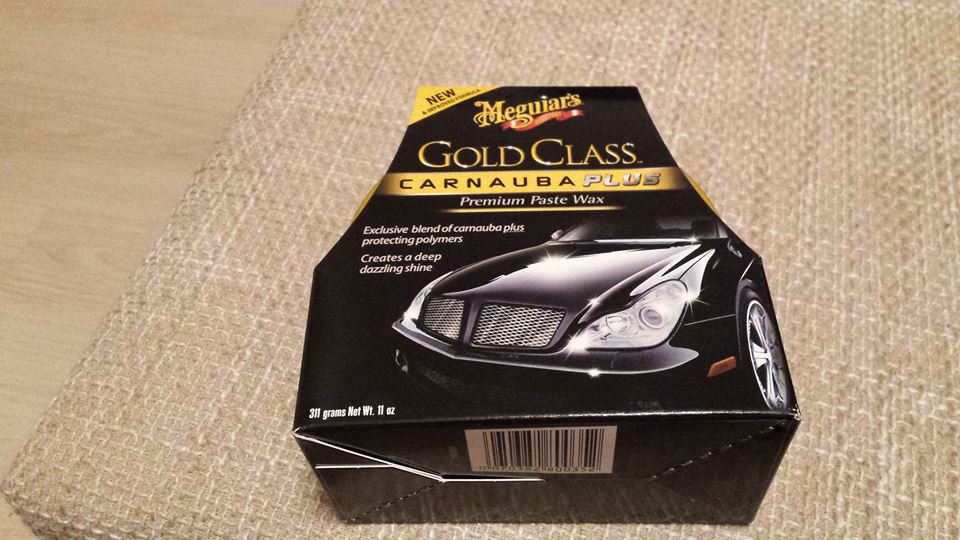 NEW
& IMPROVED FORMULA
Meguiar's
GOLD CLASS™
CARNAUBA PLUS
Premium Paste Wax
Exclusive blend of carnauba plus
protecting polymers
Creates a deep
dazzling shine
311 grams Net Wt. 11 oz